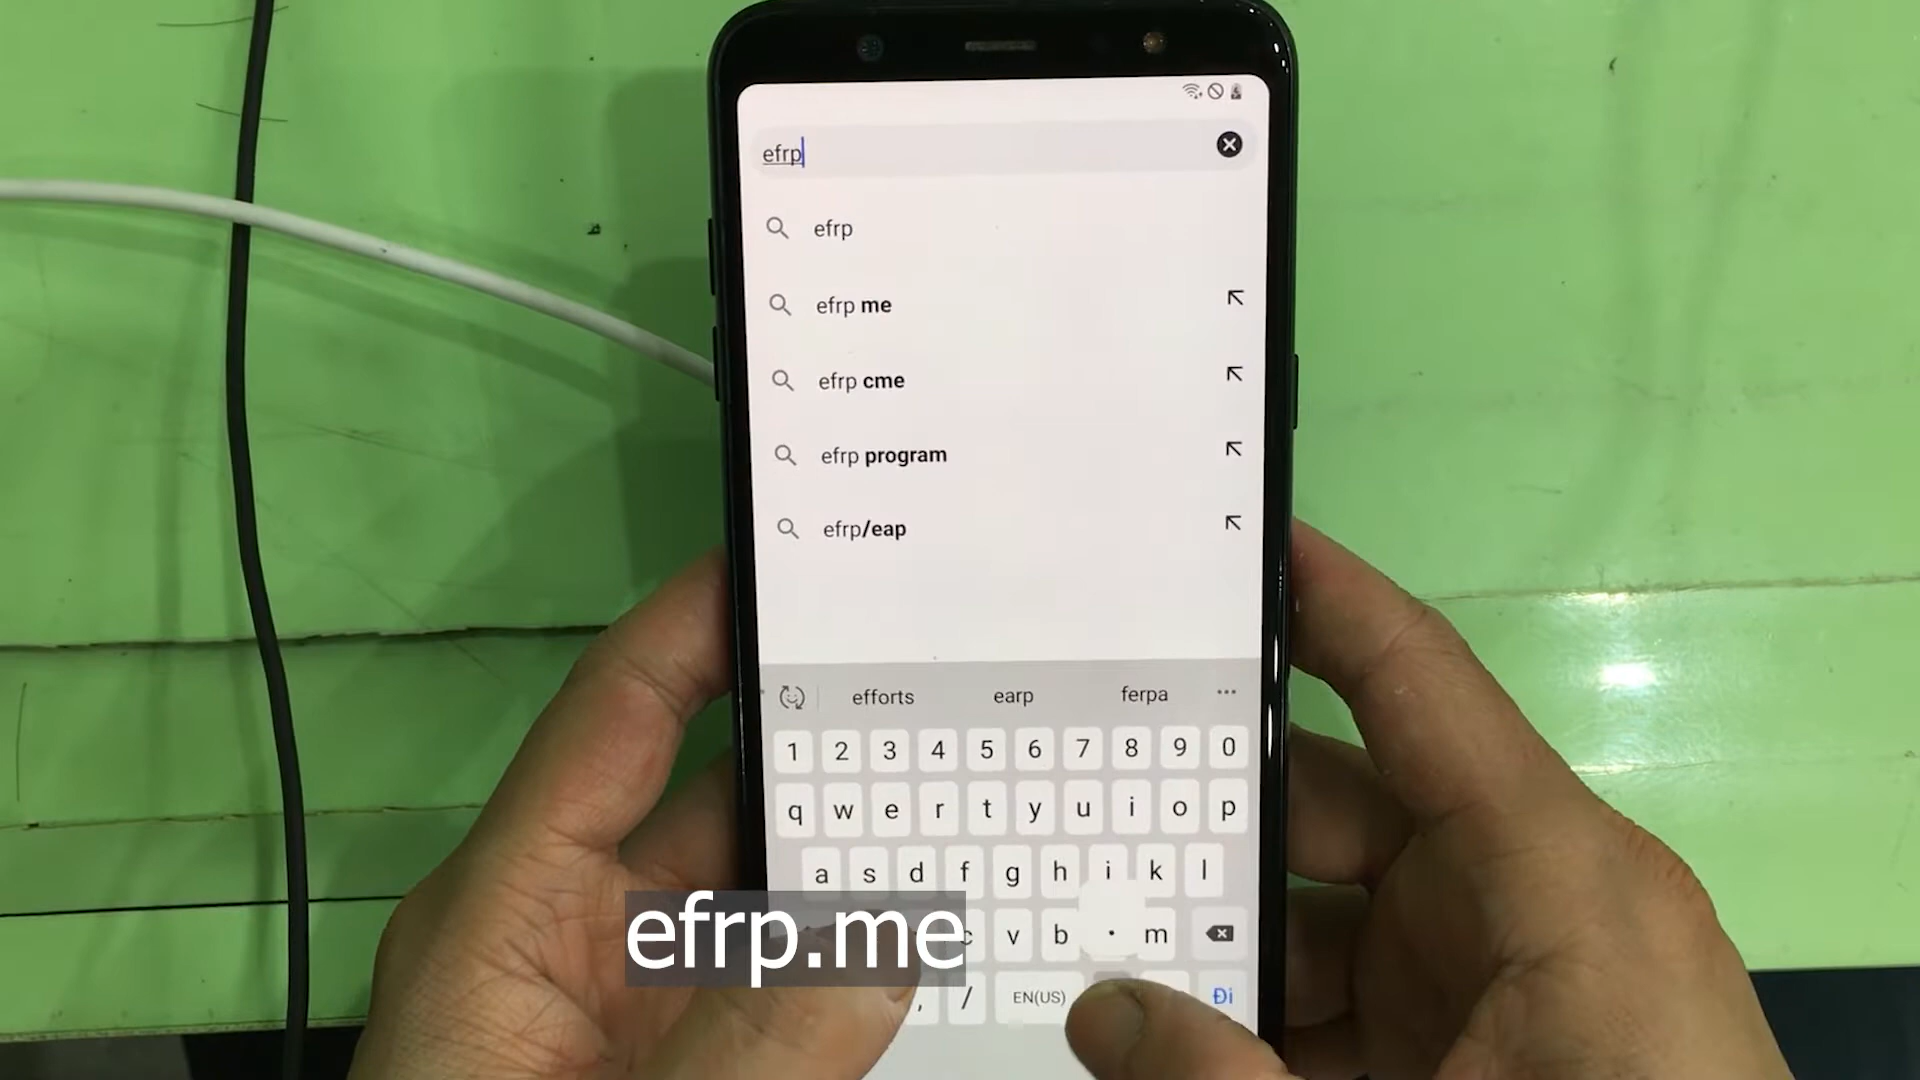 efrp
efrp
efrp me
efrp cme
efrp program
efrp/eap
efforts earp ferpa
1 2 3 4 5 6 7 8 9 0
q w e r t y u i o p
a s d f g h j k l
c v b . m
, / EN(US) Đi
efrp.me